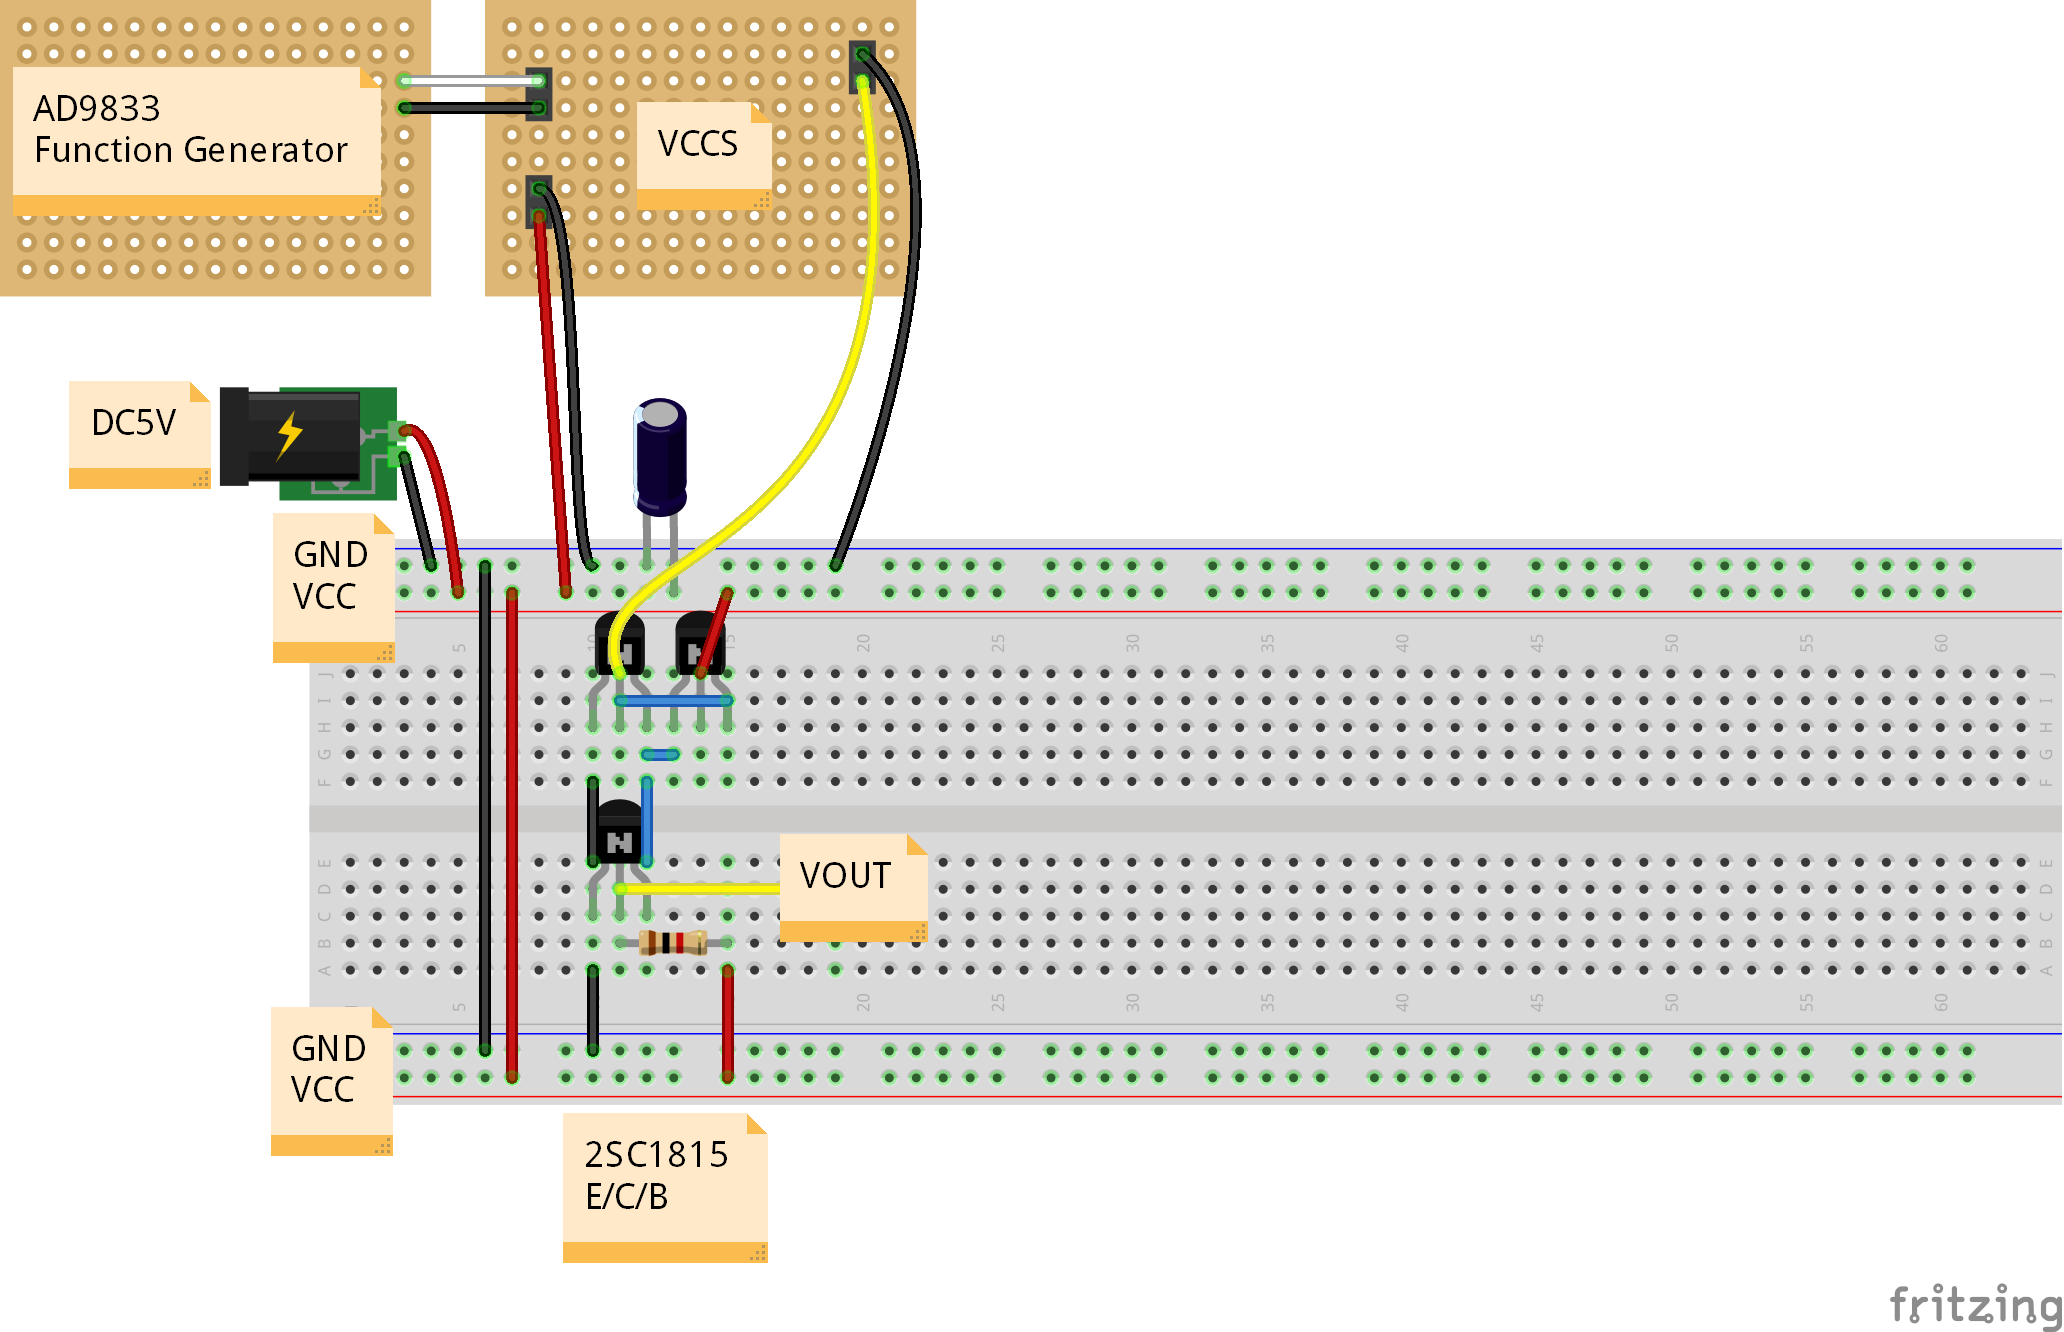 AD9833
Function Generator
VCCS
DC5V
GND
VCC
5
10
15
20
25
30
35
40
45
50
55
60
J
J
I
I
H
H
G
G
F
F
N
N
N
VOUT
E
E
D
D
C
C
B
B
A
A
5
20
25
30
35
40
45
50
55
60
GND
VCC
2SC1815
E/C/B
fritzing